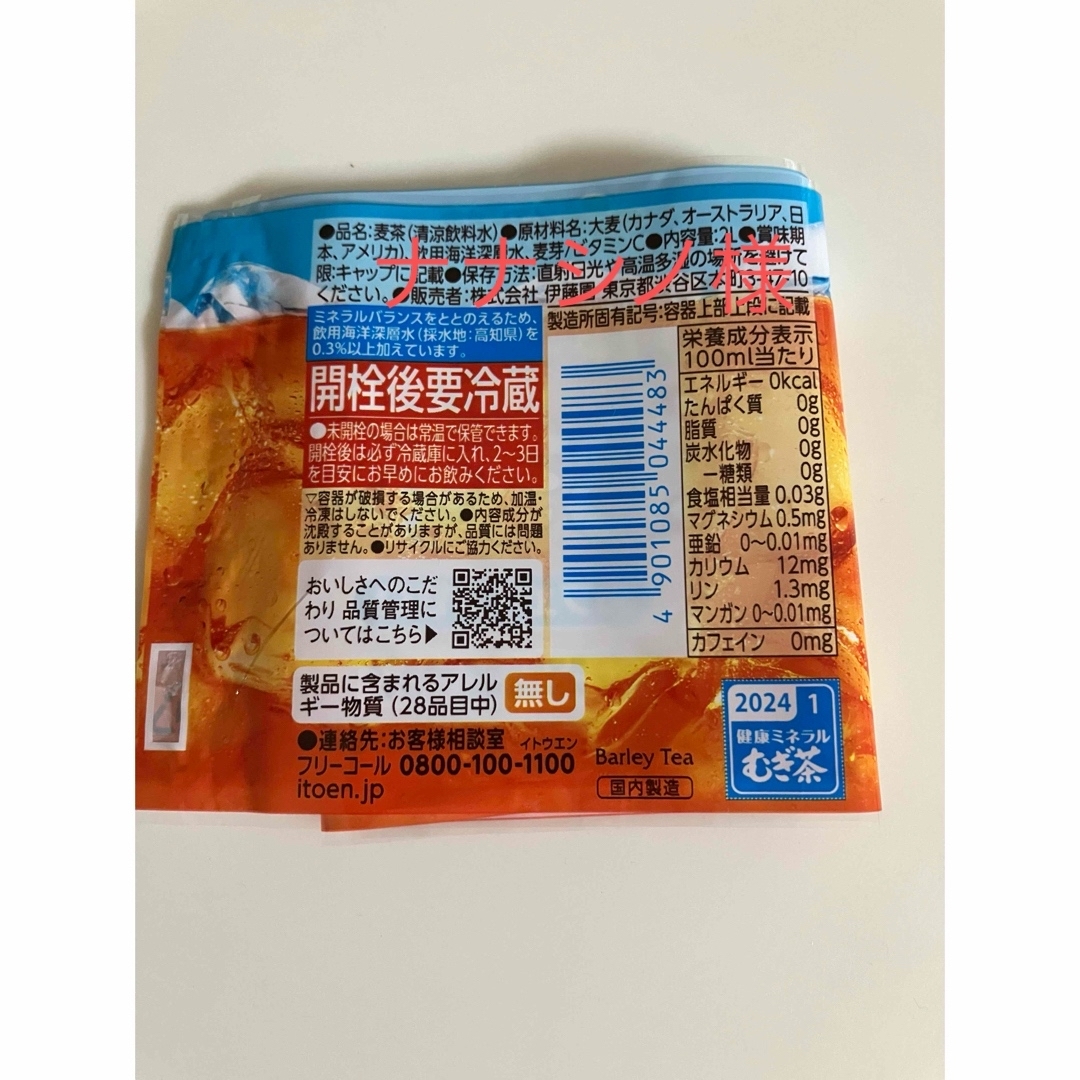 ●品名:麦茶(清涼飲料水)●原材料名:大麦(カナダ、オーストラリア、日
本、アメリカ)、飲用海洋深層水、麦芽/ビタミンC●内容量:2L●賞味期
限:キャップに記載●保存方法:直射日光や高温多湿の場所を避けて
ください。●販売者:株式会社 伊藤園 東京都渋谷区本町3-4-10
ナナシノ様
製造所固有記号:容器上部上段に記載
ミネラルバランスをととのえるため、
飲用海洋深層水(採水地:高知県)を
0.3%以上加えています。
開栓後要冷蔵
●未開栓の場合は常温で保管できます。
開栓後は必ず冷蔵庫に入れ、2〜3日
を目安にお早めにお飲みください。
▽容器が破損する場合があるため、加温・
冷凍はしないでください。●内容成分が
沈殿することがありますが、品質には問題
ありません。●リサイクルにご協力ください。
おいしさへのこだ
わり 品質管理に
ついてはこちら▶
製品に含まれるアレル
ギー物質(28品目中)
無し
●連絡先:お客様相談室
イトウエン
フリーコール 0800-100-1100
itoen.jp
4 901085 044483
栄養成分表示
100ml当たり
エネルギー 0kcal
たんぱく質 0g
脂質 0g
炭水化物 0g
ー糖類 0g
食塩相当量 0.03g
マグネシウム 0.5mg
亜鉛 0〜0.01mg
カリウム 12mg
リン 1.3mg
マンガン 0〜0.01mg
カフェイン 0mg
Barley Tea
国内製造
2024 1
健康ミネラル
むぎ茶